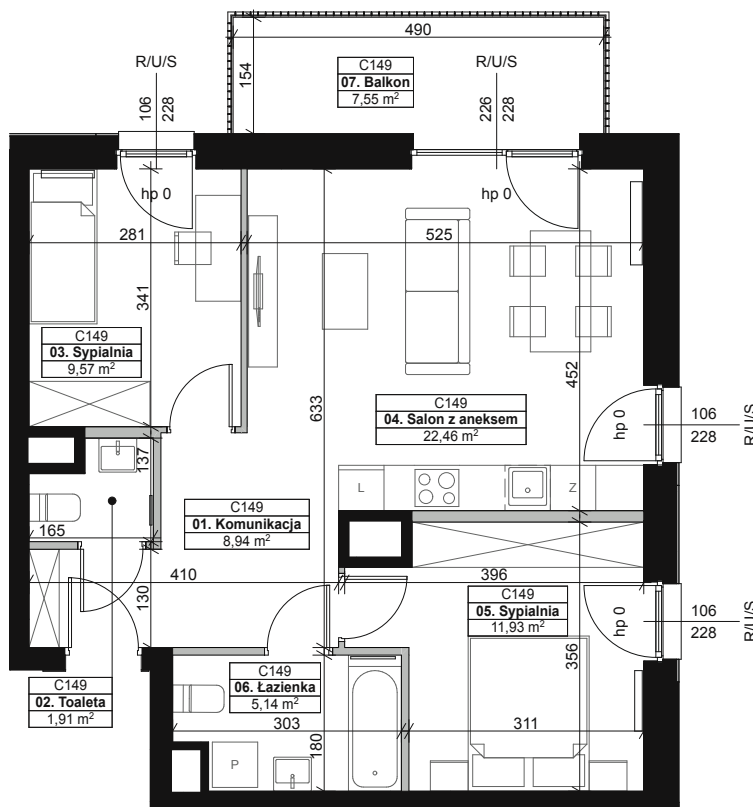 490
154
C149
07. Balkon
7,55 m²
R/U/S
106
228
R/U/S
226
228
hp 0
hp 0
281
525
341
C149
03. Sypialnia
9,57 m²
633
452
C149
04. Salon z aneksem
22,46 m²
hp 0
106
228
R/U/S
137
165
L
Z
C149
01. Komunikacja
8,94 m²
410
130
396
C149
05. Sypialnia
11,93 m²
hp 0
106
228
R/U/S
356
C149
02. Toaleta
1,91 m²
C149
06. Łazienka
5,14 m²
303
311
180
P